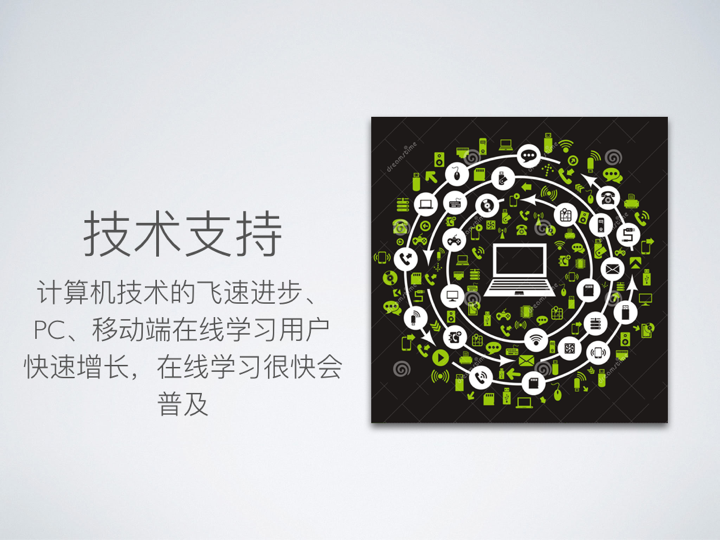 技术支持
计算机技术的飞速进步、
PC、移动端在线学习用户
快速增长，在线学习很快会
普及
dreamstime